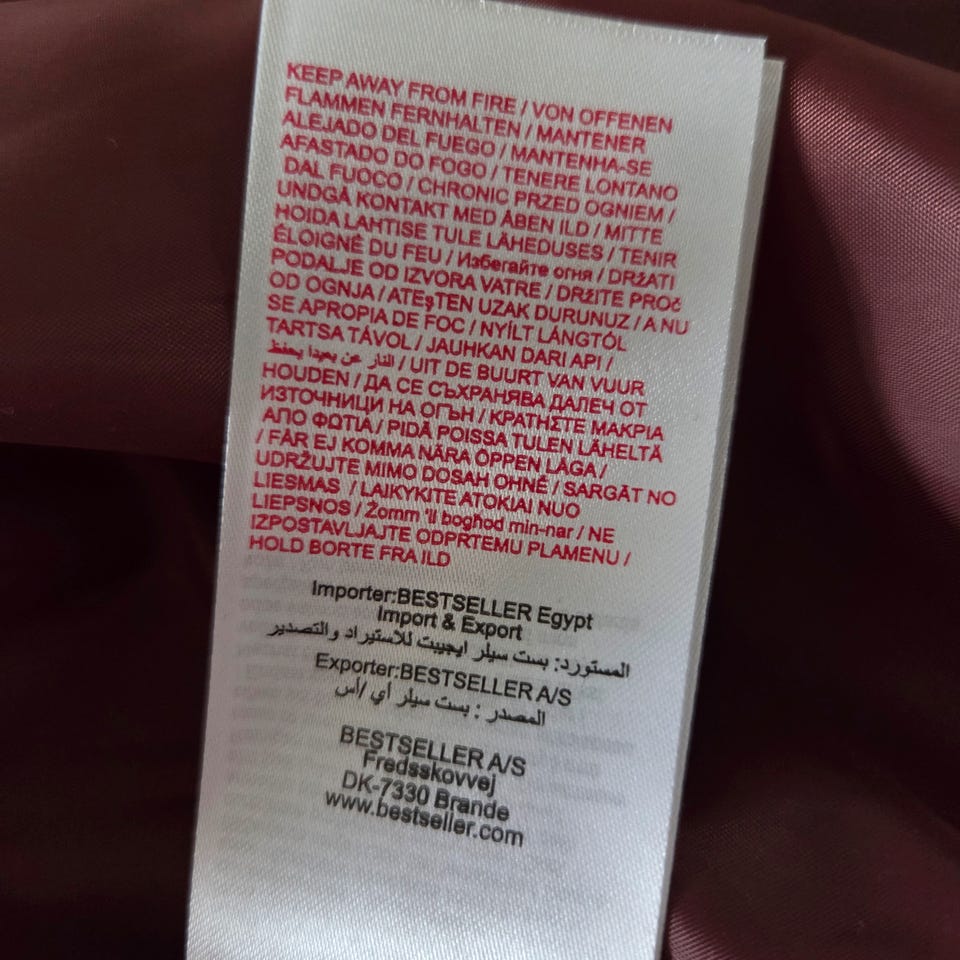 KEEP AWAY FROM FIRE / VON OFFENEN
FLAMMEN FERNHALTEN / MANTENER
ALEJADO DEL FUEGO / MANTENHA-SE
AFASTADO DO FOGO / TENERE LONTANO
DAL FUOCO / CHRONIC PRZED OGNIEM /
UNDGÅ KONTAKT MED ÅBEN ILD / MITTE
HOIDA LAHTISE TULE LÄHEDUSES / TENIR
ÉLOIGNÉ DU FEU / Избегайте огня / DRŽATI
PODALJE OD IZVORA VATRE / DRŽITE PROč
OD OGNJA / ATEşTEN UZAK DURUNUZ / A NU
SE APROPIA DE FOC / NYÍLT LÁNGTÓL
TARTSA TÁVOL / JAUHKAN DARI API /
النار عن بعيدا يحفظ / UIT DE BUURT VAN VUUR
HOUDEN / ДА СЕ СЪХРАНЯВА ДАЛЕЧ ОТ
ИЗТОЧНИЦИ НА ОГЪН / ΚΡΑΤΗΣΤΕ ΜΑΚΡΙΑ
ΑΠΟ ΦΩΤΙΑ / PIDÄ POISSA TULEN LÄHELTÄ
/ FÅR EJ KOMMA NÄRA ÖPPEN LÅGA /
UDRŽUJTE MIMO DOSAH OHNĚ / SARGĀT NO
LIESMAS / LAIKYKITE ATOKIAI NUO
LIEPSNOS / Żomm 'il boghod min-nar / NE
IZPOSTAVLJAJTE ODPRTEMU PLAMENU /
HOLD BORTE FRA ILD
Importer:BESTSELLER Egypt
Import & Export
المستورد: بست سيلر ايجيبت للاستيراد والتصدير
Exporter:BESTSELLER A/S
المصدر : بست سيلر أي /أس
BESTSELLER A/S
Fredsskovvej
DK-7330 Brande
www.bestseller.com